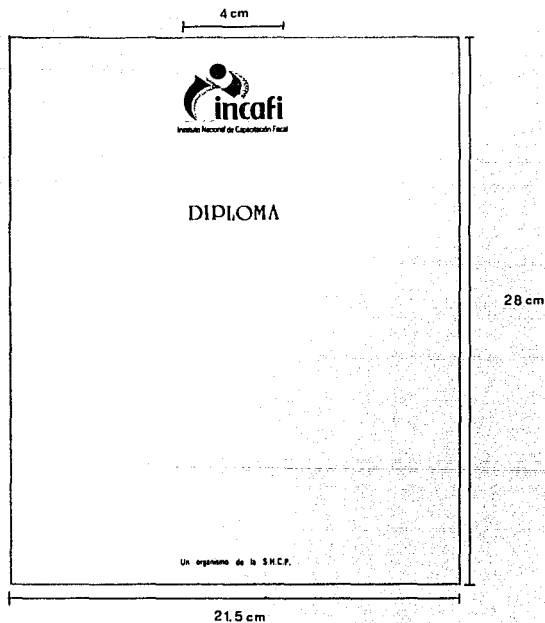 4 cm
incafi
Instituto Nacional de Capacitación Fiscal
DIPLOMA
28 cm
Un organismo de la S.H.C.P.
21.5 cm